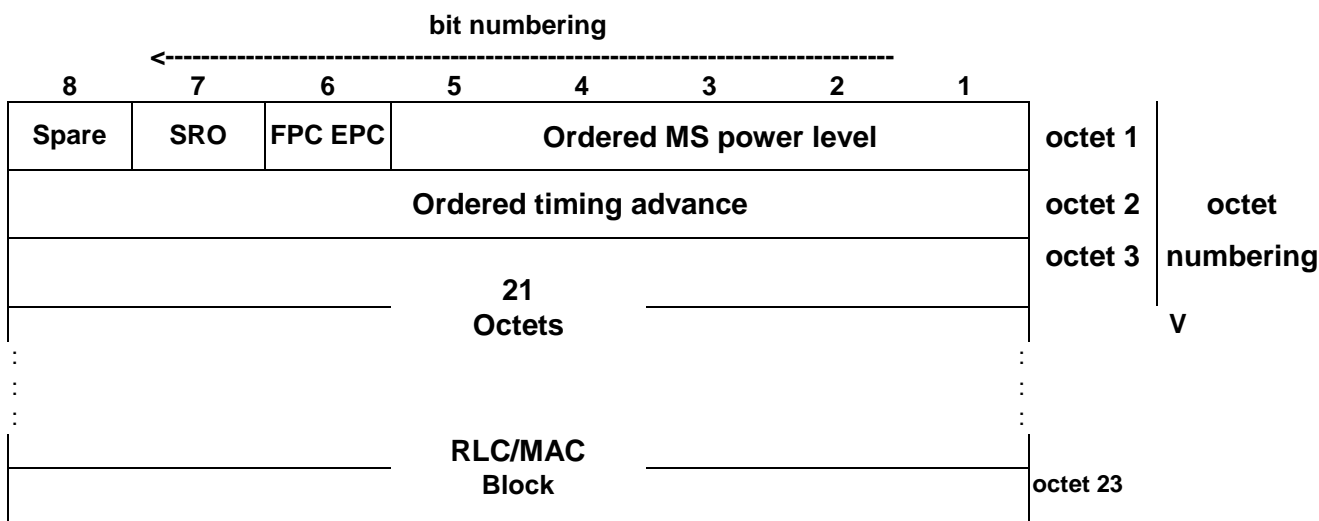 bit numbering
<--------------------------------------------------------------------------------
8 7 6 5 4 3 2 1
Spare SRO FPC EPC Ordered MS power level octet 1
Ordered timing advance octet 2 octet
octet 3 numbering
21
Octets V
: :
: :
: :
RLC/MAC
Block octet 23